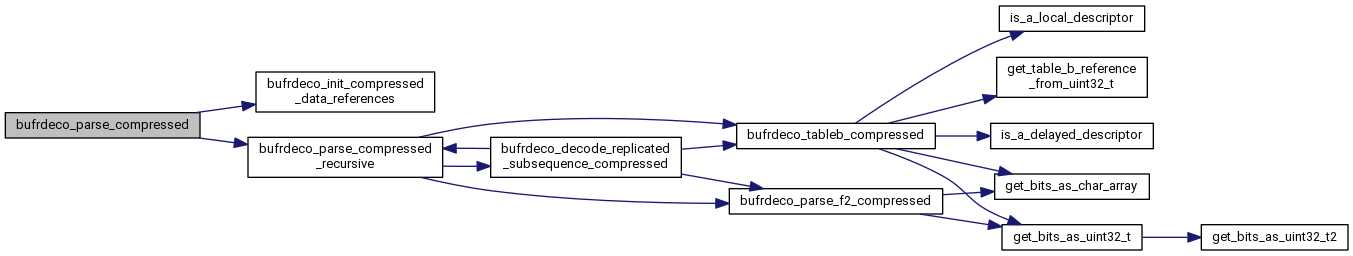 bufrdeco_parse_compressed
bufrdeco_init_compressed
_data_references
bufrdeco_parse_compressed
_recursive
bufrdeco_decode_replicated
_subsequence_compressed
bufrdeco_tableb_compressed
bufrdeco_parse_f2_compressed
is_a_local_descriptor
get_table_b_reference
_from_uint32_t
is_a_delayed_descriptor
get_bits_as_char_array
get_bits_as_uint32_t
get_bits_as_uint32_t2